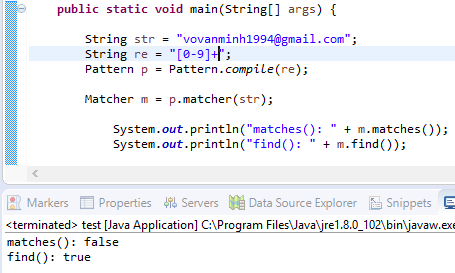 public static void main(String[] args) {
String str = "vovanminh1994@gmail.com";
String re = "[0-9]+";
Pattern p = Pattern.compile(re);
Matcher m = p.matcher(str);
System.out.println("matches(): " + m.matches());
System.out.println("find(): " + m.find());
Markers Properties Servers Data Source Explorer Snippets
<terminated> test [Java Application] C:\Program Files\Java\jre1.8.0_102\bin\javaw.exe
matches(): false
find(): true